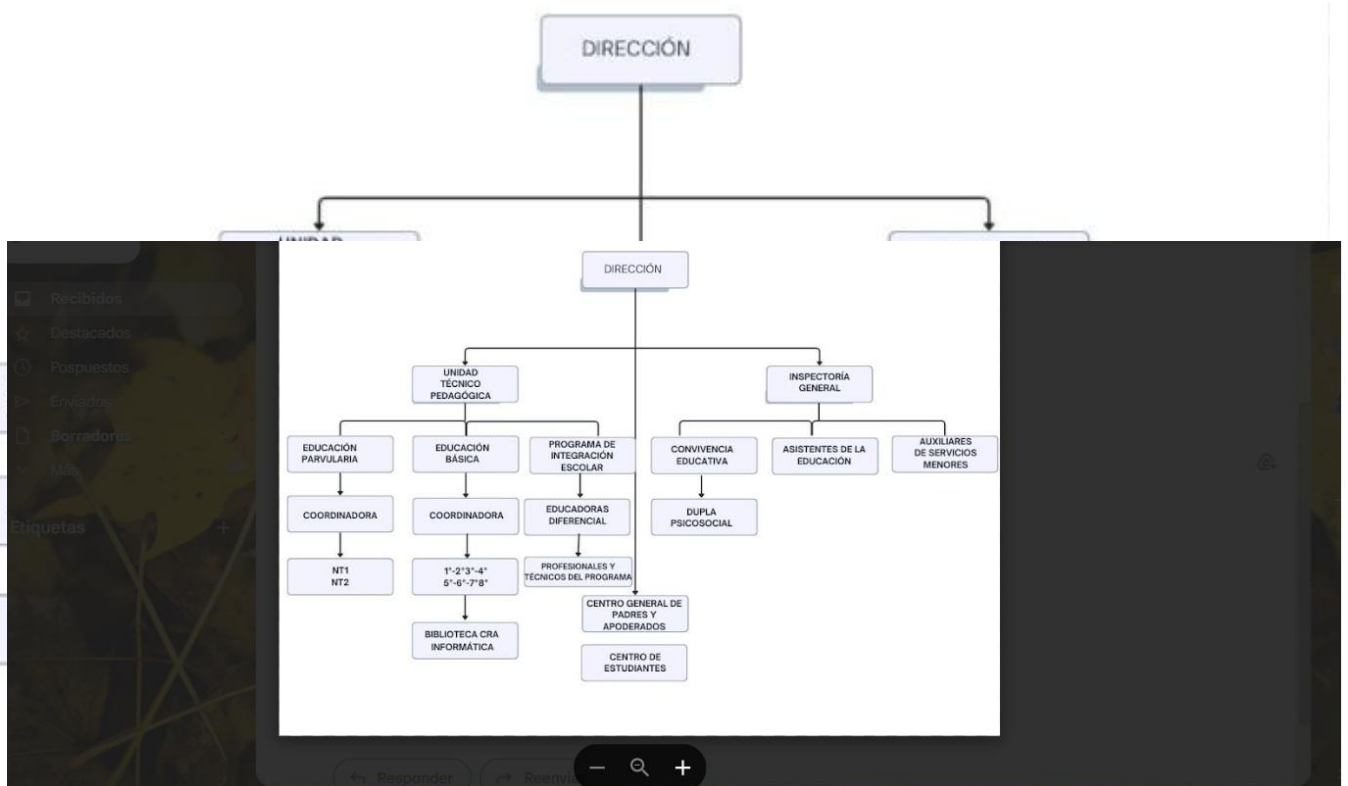 DIRECCIÓN
UNIDAD
DIRECCIÓN
Recibidos
Destacados
Pospuestos
Enviados
Borradores
Más
Etiquetas
+
UNIDAD
TÉCNICO
PEDAGÓGICA
INSPECTORÍA
GENERAL
EDUCACIÓN
PARVULARIA
EDUCACIÓN
BÁSICA
PROGRAMA DE
INTEGRACIÓN
ESCOLAR
CONVIVENCIA
EDUCATIVA
ASISTENTES DE LA
EDUCACIÓN
AUXILIARES
DE SERVICIOS
MENORES
COORDINADORA
COORDINADORA
EDUCADORAS
DIFERENCIAL
DUPLA
PSICOSOCIAL
NT1
NT2
1°-2°3°-4°
5°-6°-7°8°
PROFESIONALES Y
TÉCNICOS DEL PROGRAMA
CENTRO GENERAL DE
PADRES Y
APODERADOS
BIBLIOTECA CRA
INFORMÁTICA
CENTRO DE
ESTUDIANTES
Responder